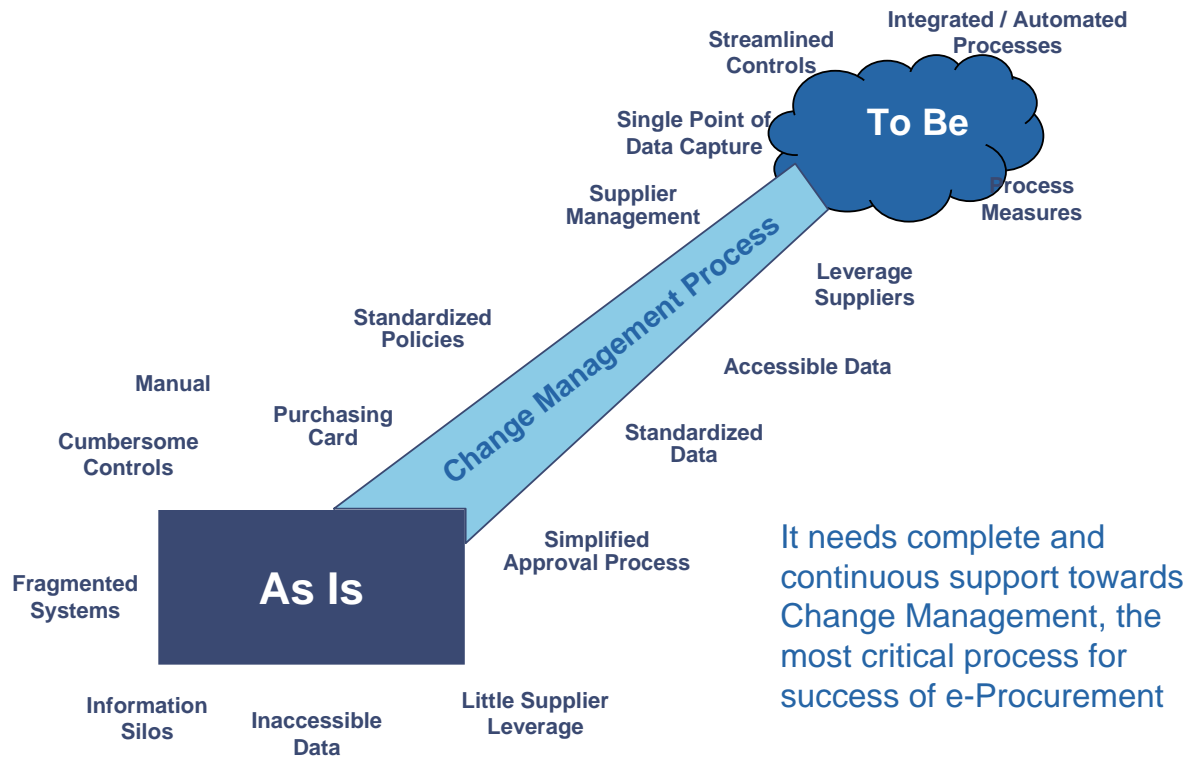 Integrated / Automated
Processes
Streamlined
Controls
To Be
Single Point of
Data Capture
Process
Measures
Supplier
Management
Change Management Process
Leverage
Suppliers
Standardized
Policies
Accessible Data
Manual
Purchasing
Card
Standardized
Data
Cumbersome
Controls
Simplified
Approval Process
As Is
Fragmented
Systems
It needs complete and
continuous support towards
Change Management, the
most critical process for
success of e-Procurement
Information
Silos
Inaccessible
Data
Little Supplier
Leverage